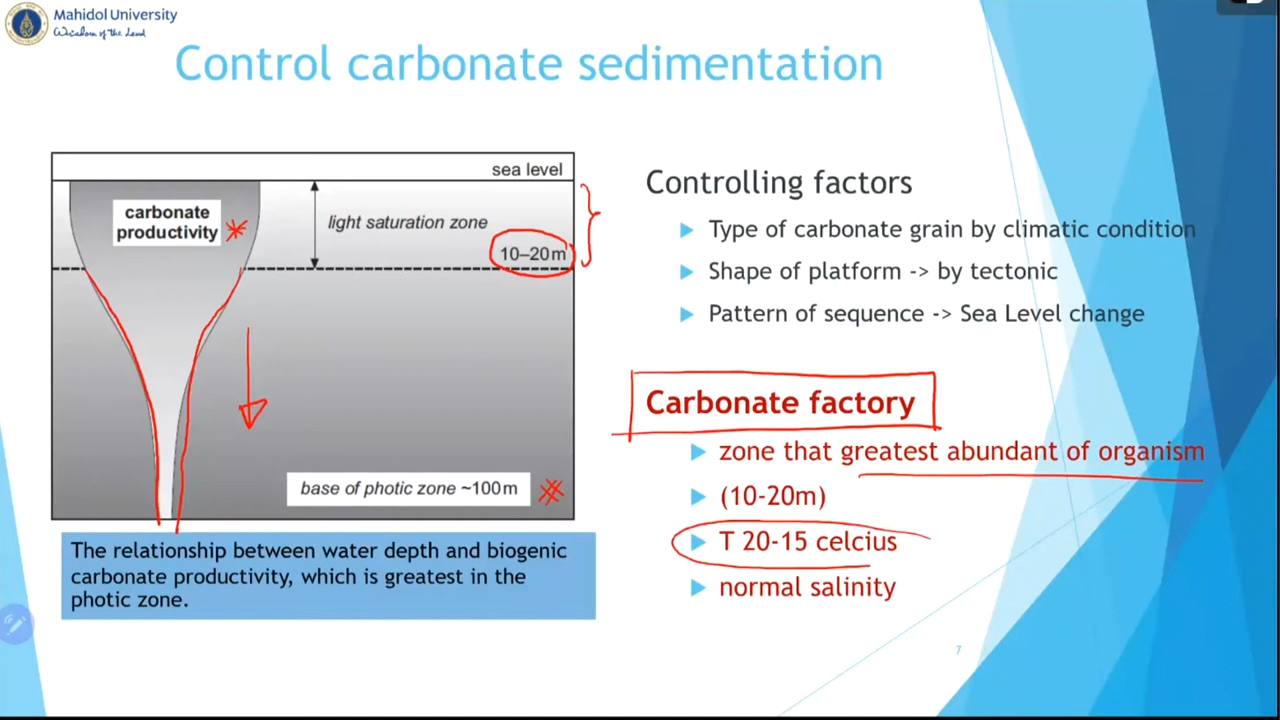 Mahidol University
Wisdom of the Land
Control carbonate sedimentation
sea level
carbonate
productivity
light saturation zone
10–20m
base of photic zone ~100m
The relationship between water depth and biogenic
carbonate productivity, which is greatest in the
photic zone.
Controlling factors
Type of carbonate grain by climatic condition
Shape of platform -> by tectonic
Pattern of sequence -> Sea Level change
Carbonate factory
zone that greatest abundant of organism
(10-20m)
T 20-15 celcius
normal salinity
7